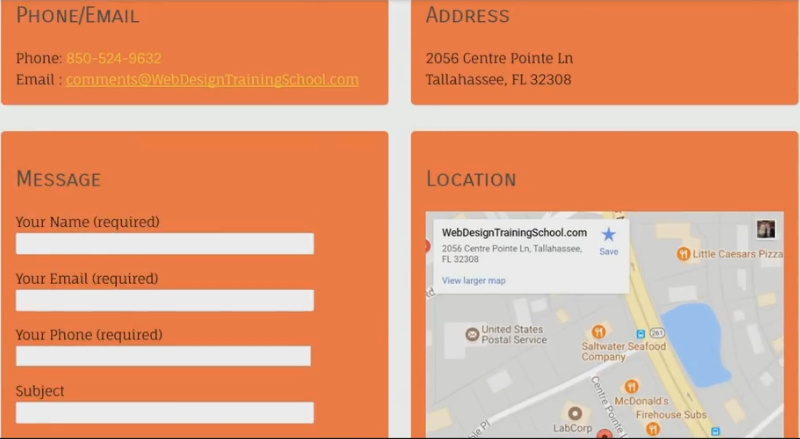 Phone/Email
Phone: 850-524-9632
Email : comments@WebDesignTrainingSchool.com
Address
2056 Centre Pointe Ln
Tallahassee, FL 32308
Message
Your Name (required)
Your Email (required)
Your Phone (required)
Subject
Location
WebDesignTrainingSchool.com
2056 Centre Pointe Ln, Tallahassee,
FL 32308
Save
View larger map
Little Caesars Pizza
United States
Postal Service
261
Saltwater Seafood
Company
Centre Pointe
McDonald's
Firehouse Subs
LabCorp